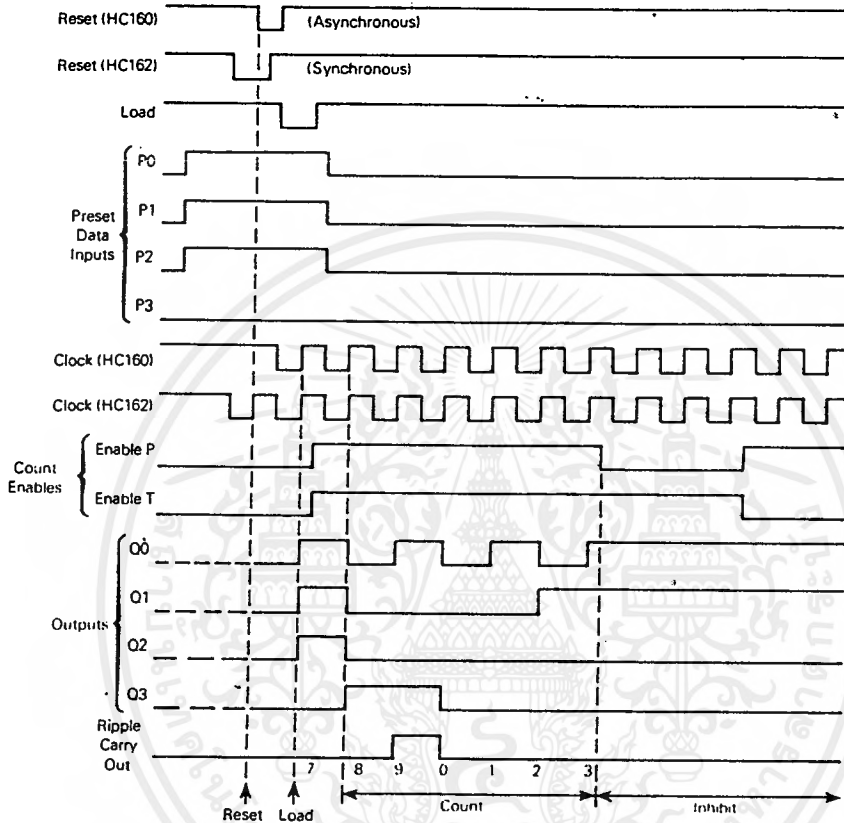 Reset (HC160)
(Asynchronous)
Reset (HC162)
(Synchronous)
Load
P0
P1
Preset
Data
Inputs
P2
P3
Clock (HC160)
Clock (HC162)
Count
Enables
Enable P
Enable T
Q0
Q1
Outputs
Q2
Q3
Ripple
Carry
Out
7 8 9 0 1 2 3
Reset Load Count Inhibit